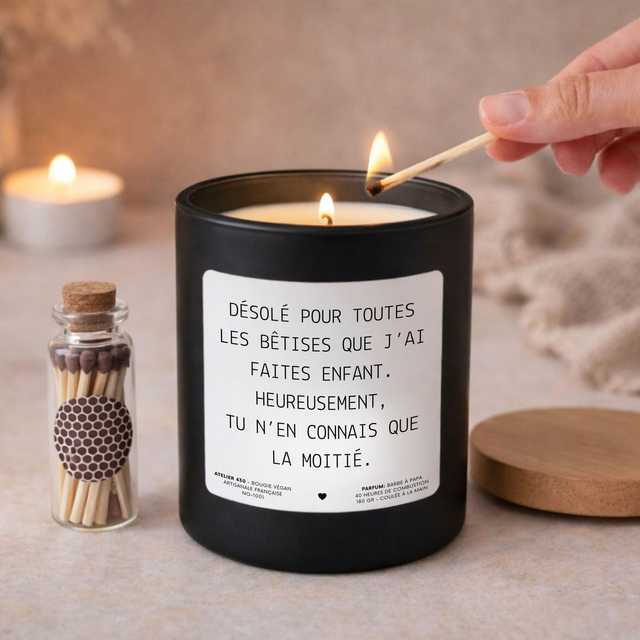 DÉSOLÉ POUR TOUTES
LES BÊTISES QUE J'AI
FAITES ENFANT.
HEUREUSEMENT,
TU N'EN CONNAIS QUE
LA MOITIÉ.
ATELIER 450 - BOUGIE VÉGAN
ARTISANALE FRANÇAISE
NO-1001
PARFUM: BARBE À PAPA
40 HEURES DE COMBUSTION
180 GR - COULÉE À LA MAIN